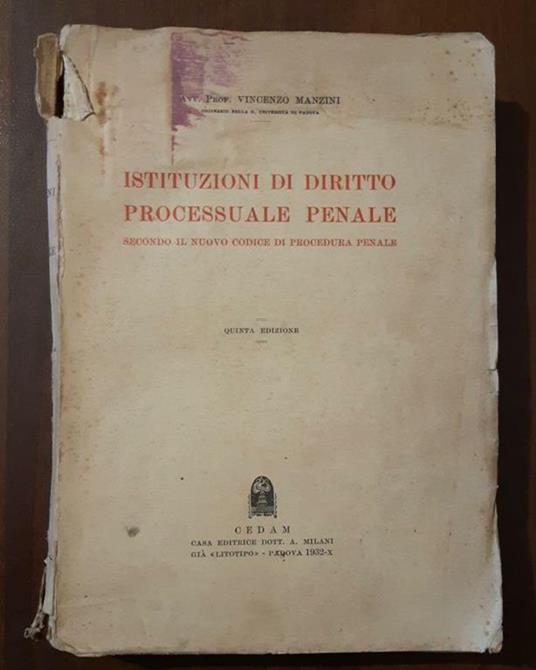 Avv. Prof. VINCENZO MANZINI
ORDINARIO NELLA R. UNIVERSITÀ DI PADOVA
ISTITUZIONI DI DIRITTO
PROCESSUALE PENALE
SECONDO IL NUOVO CODICE DI PROCEDURA PENALE
QUINTA EDIZIONE
CEDAM
CASA EDITRICE DOTT. A. MILANI
GIÀ «LITOTIPO» - PADOVA 1932-X